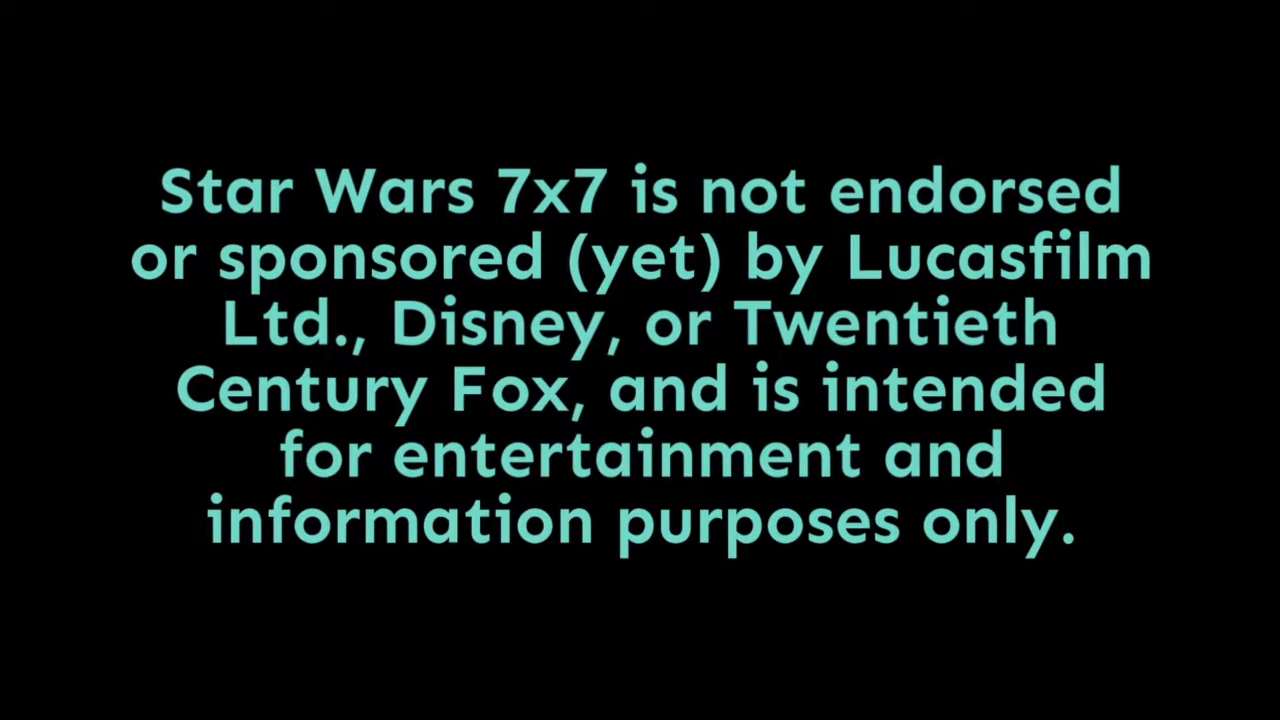 Star Wars 7x7 is not endorsed
or sponsored (yet) by Lucasfilm
Ltd., Disney, or Twentieth
Century Fox, and is intended
for entertainment and
information purposes only.